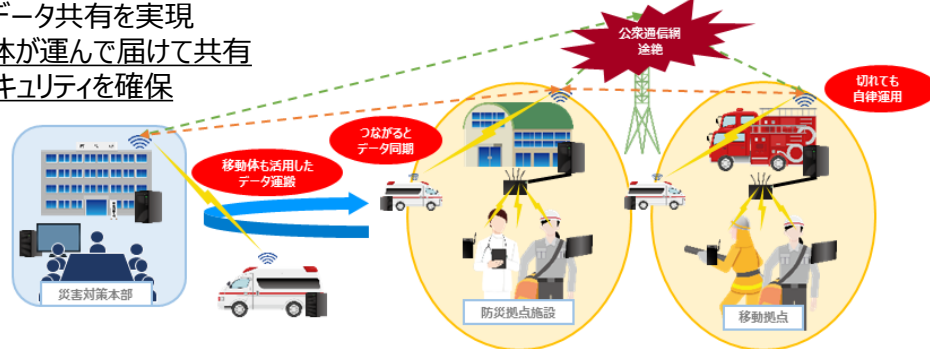 データ共有を実現
体が運んで届けて共有
キュリティを確保
公衆通信網
途絶
切れても
自律運用
つながると
データ同期
移動体も活用した
データ運搬
災害対策本部
防災拠点施設
移動拠点